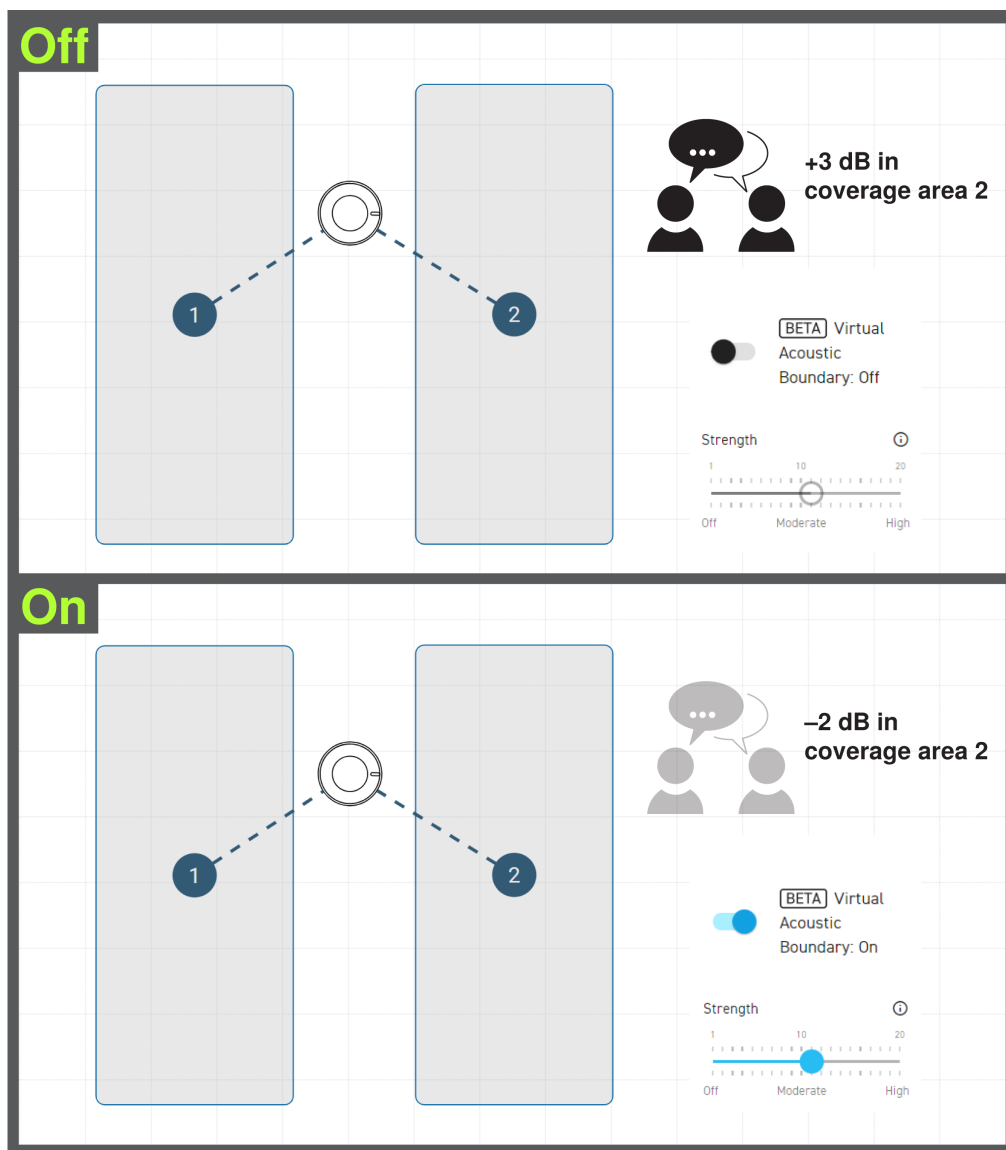 Off
+3 dB in
coverage area 2
1
2
BETA Virtual
Acoustic
Boundary: Off
Strength
1 10 20
Off Moderate High
On
–2 dB in
coverage area 2
1
2
BETA Virtual
Acoustic
Boundary: On
Strength
1 10 20
Off Moderate High